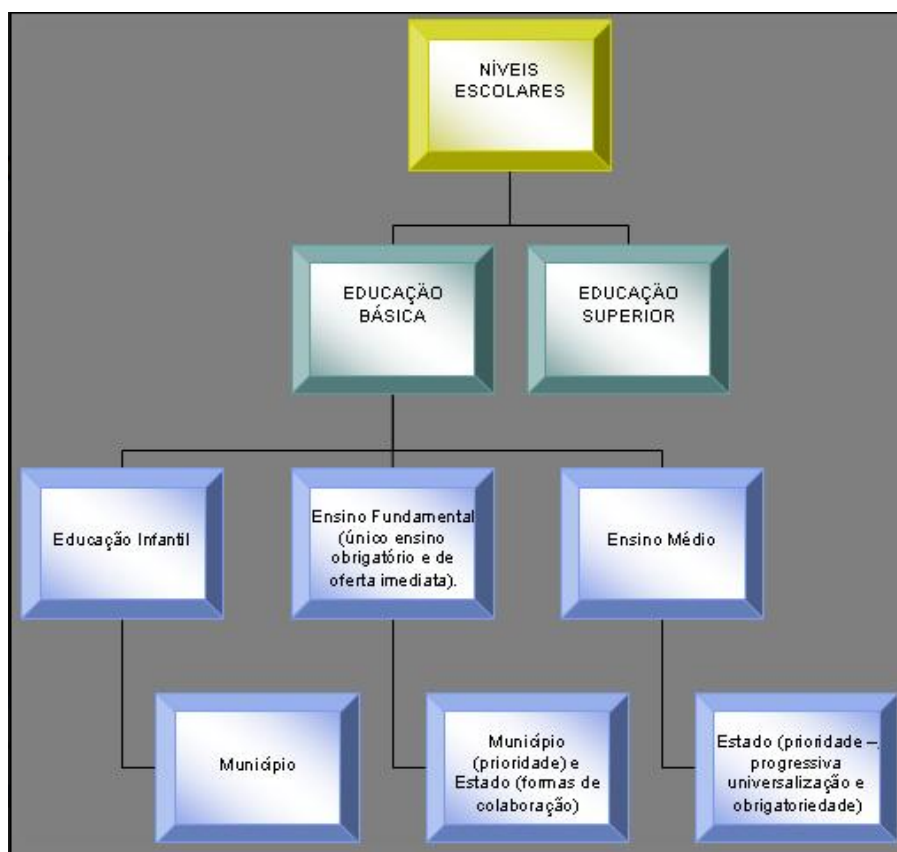 NÍVEIS
ESCOLARES
EDUCAÇÃO
BÁSICA
EDUCAÇÃO
SUPERIOR
Educação Infantil
Ensino Fundamental
(único ensino
obrigatório e de
oferta imediata).
Ensino Médio
Município
Município
(prioridade) e
Estado (formas de
colaboração)
Estado (prioridade –
progressiva
universalização e
obrigatoriedade)